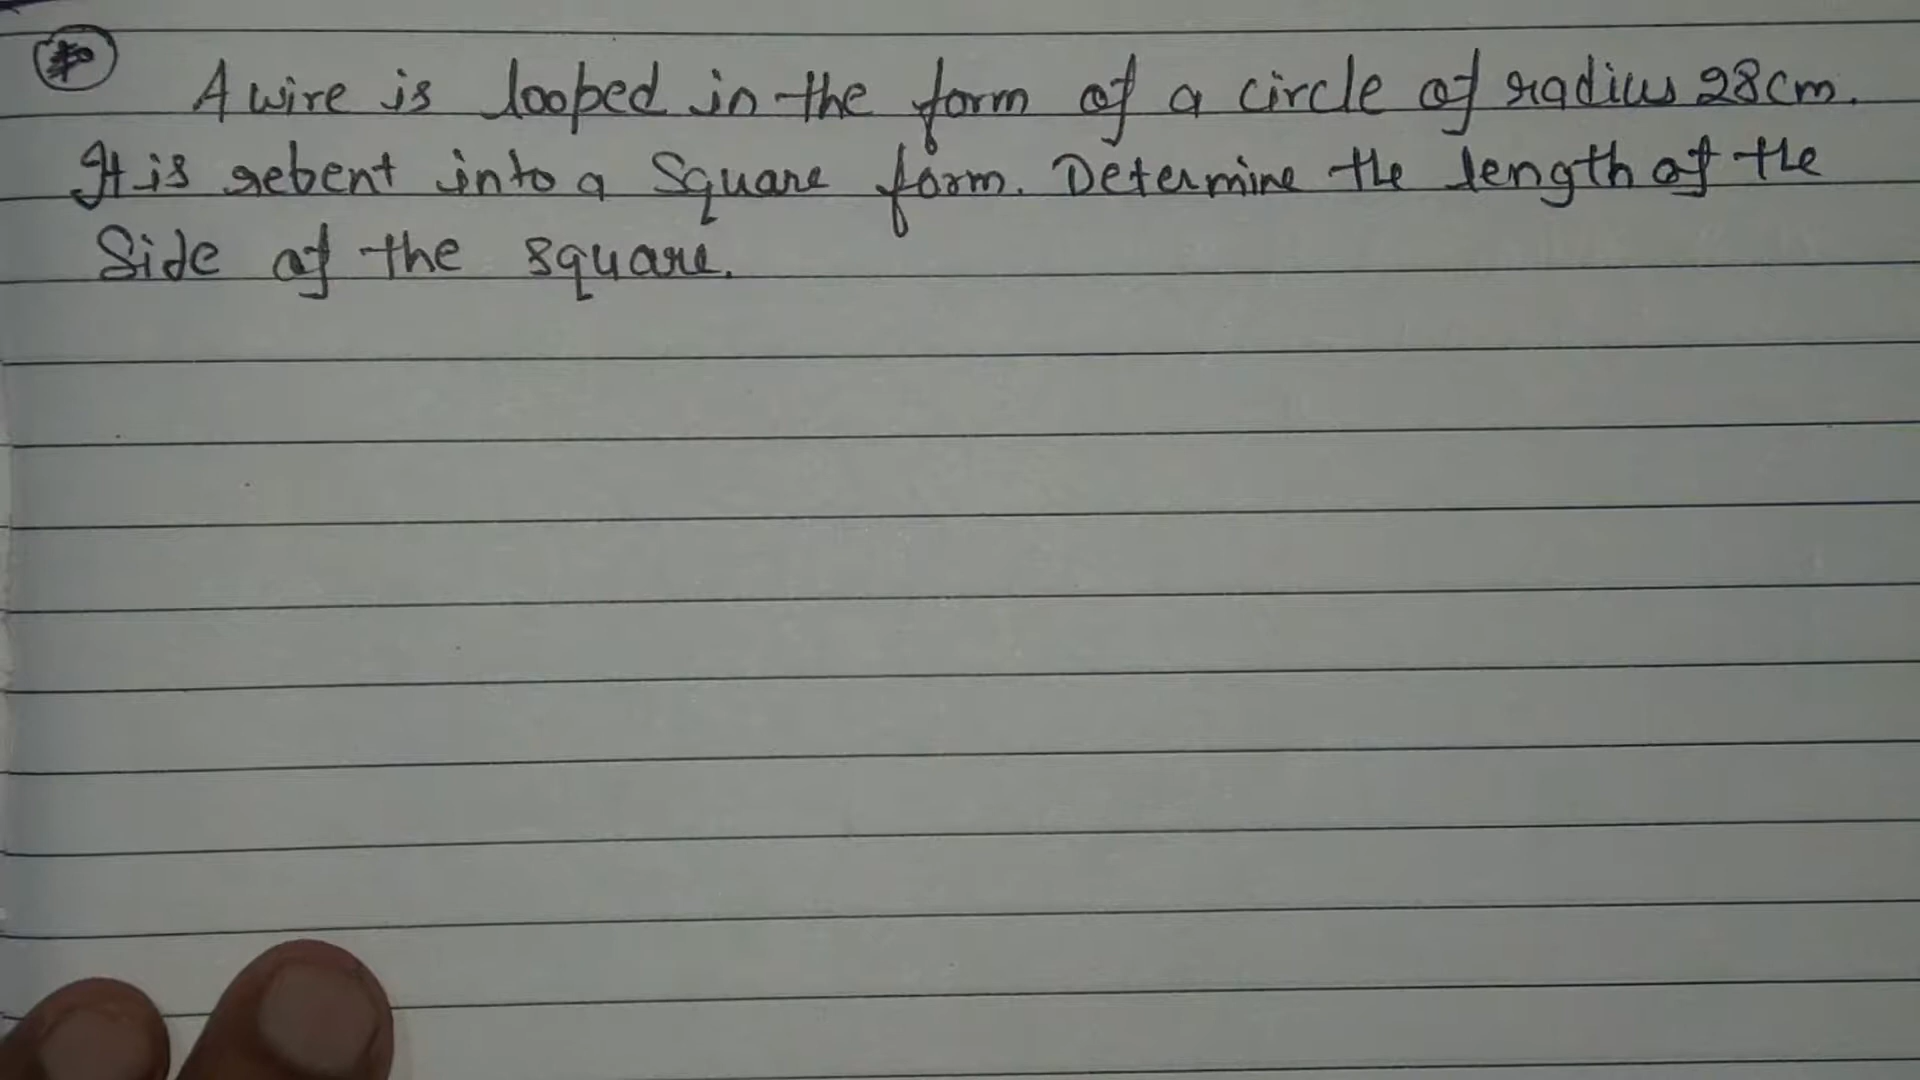 A wire is looped in the form of a circle of radius 28cm.
It is rebent into a Square form. Determine the length of the
Side of the square.